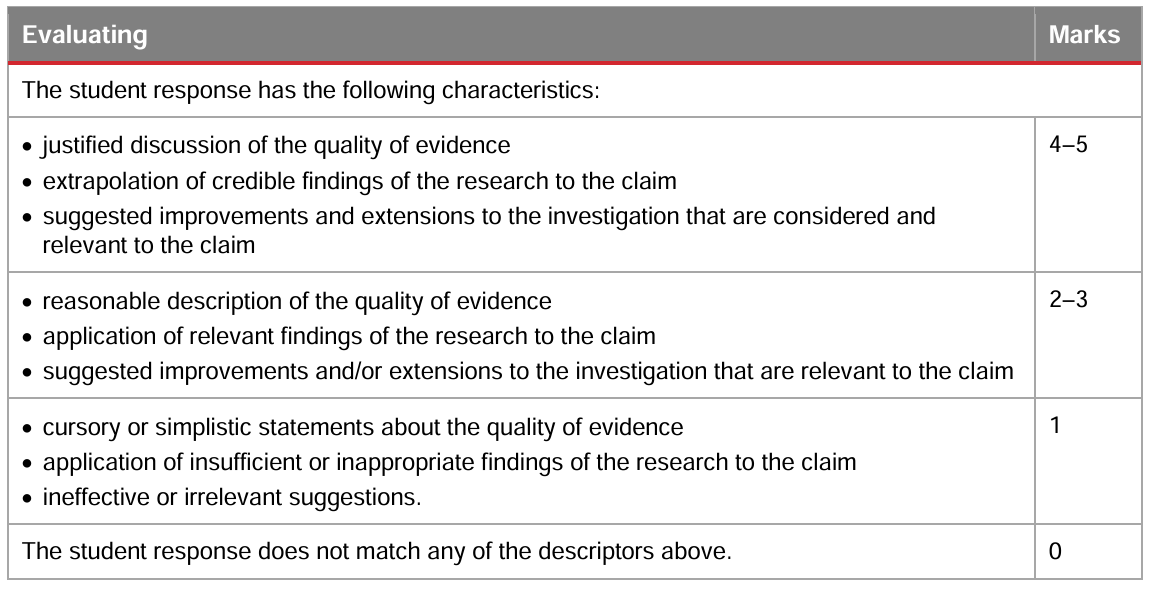 Evaluating Marks
The student response has the following characteristics:
• justified discussion of the quality of evidence 4–5
• extrapolation of credible findings of the research to the claim
• suggested improvements and extensions to the investigation that are considered and
relevant to the claim
• reasonable description of the quality of evidence 2–3
• application of relevant findings of the research to the claim
• suggested improvements and/or extensions to the investigation that are relevant to the claim
• cursory or simplistic statements about the quality of evidence 1
• application of insufficient or inappropriate findings of the research to the claim
• ineffective or irrelevant suggestions.
The student response does not match any of the descriptors above. 0